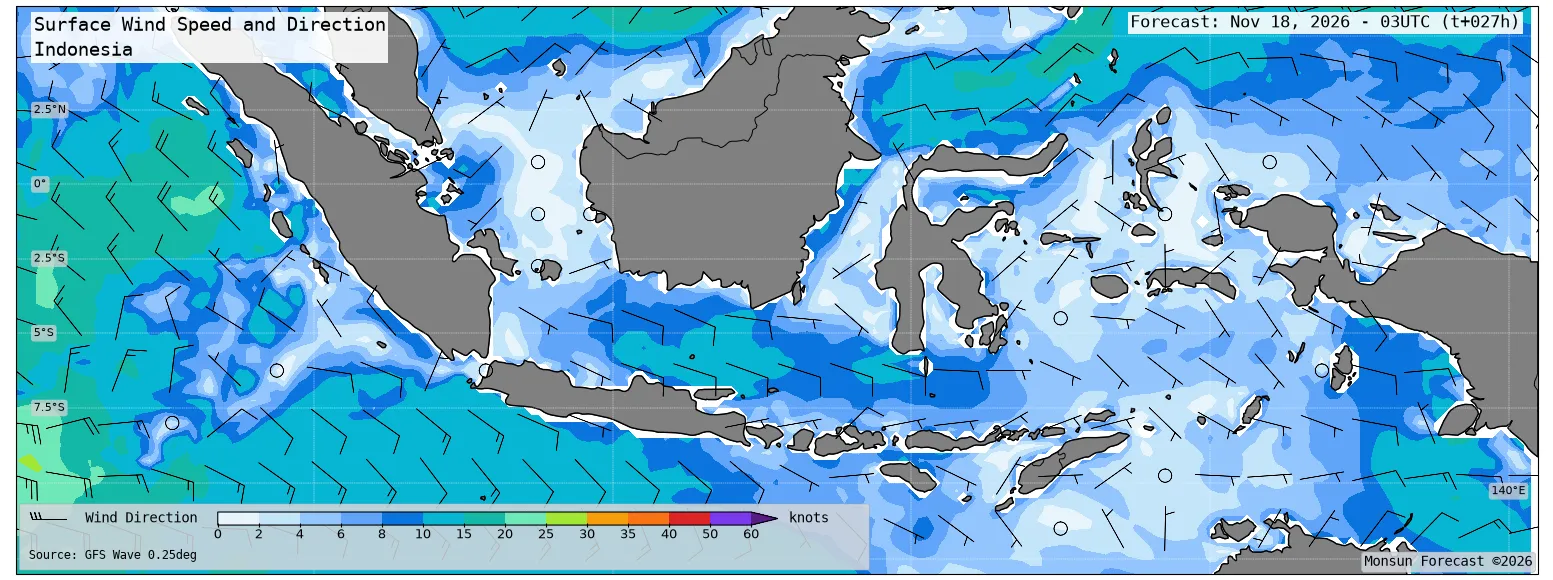 Surface Wind Speed and Direction
Indonesia
Forecast: Nov 18, 2026 - 03UTC (t+027h)
2.5°N
0°
2.5°S
5°S
7.5°S
140°E
Wind Direction
0 2 4 6 8 10 15 20 25 30 35 40 50 60
knots
Source: GFS Wave 0.25deg
Monsun Forecast ©2026